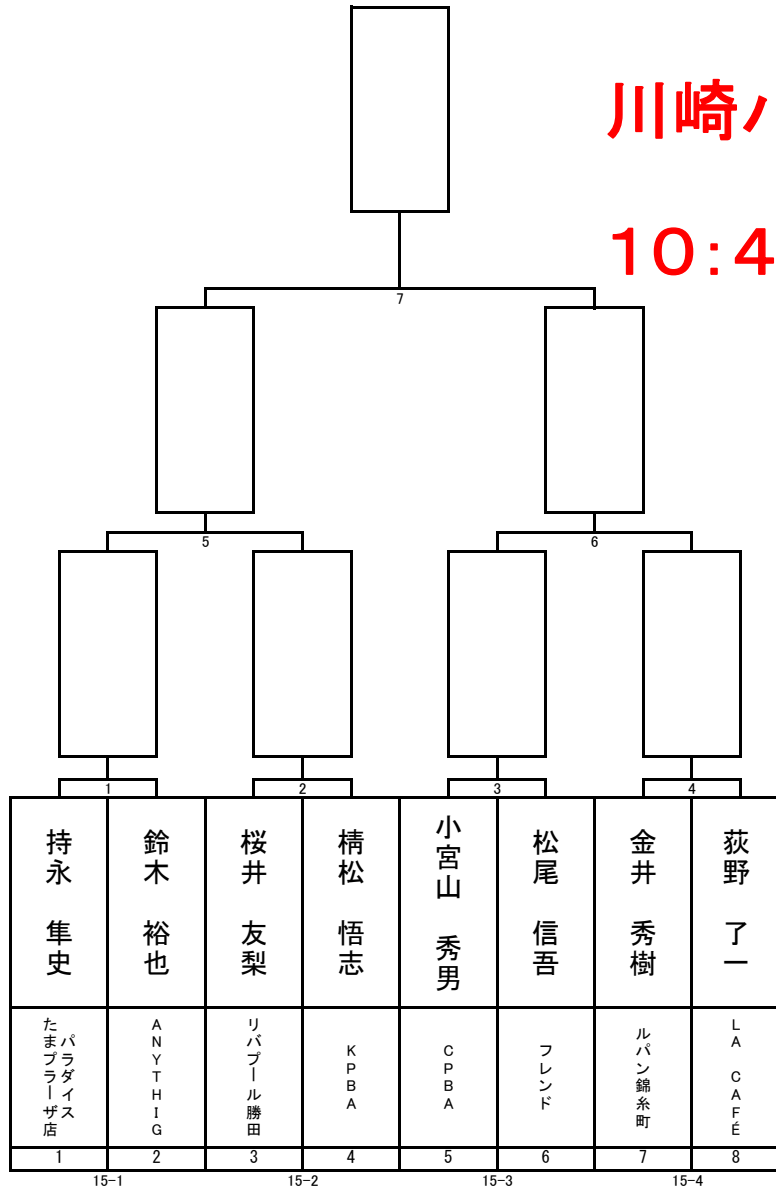 川崎ハ
10:4
7
5
6
1
2
3
4
持永 隼史
鈴木 裕也
桜井 友梨
棈松 悟志
小宮山 秀男
松尾 信吾
金井 秀樹
荻野 了一
パラダイス
たまプラーザ店
ANYTHIG
リバプール勝田
KPBA
CPBA
フレンド
ルパン錦糸町
LA CAFÉ
1
2
3
4
5
6
7
8
15-1
15-2
15-3
15-4